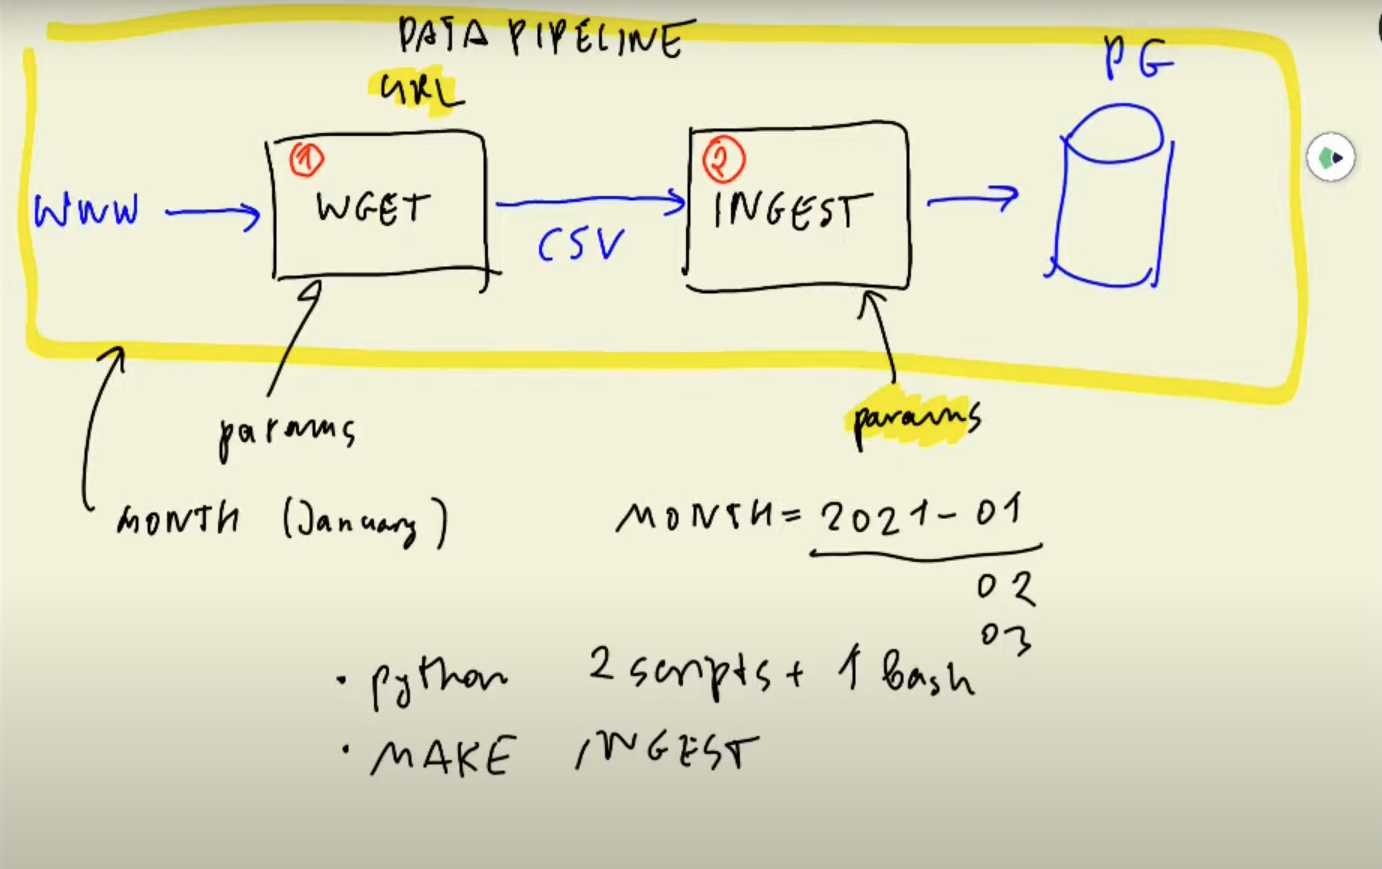 DATA PIPELINE
URL
PG
1
WGET
2
INGEST
WWW
CSV
params
params
MONTH (January)
MONTH = 2021-01
02
03
• python 2 scripts + 1 bash
• MAKE INGEST